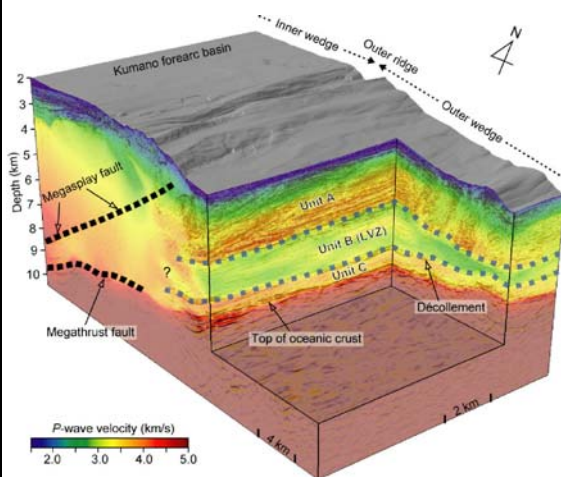 Inner wedge
Outer ridge
Outer wedge
N
Kumano forearc basin
2
3
4
5
6
7
8
9
10
Depth (km)
Megasplay fault
Unit A
Unit B (LVZ)
Unit C
?
Megathrust fault
Top of oceanic crust
Décollement
P-wave velocity (km/s)
2.0 3.0 4.0 5.0
4 km
2 km